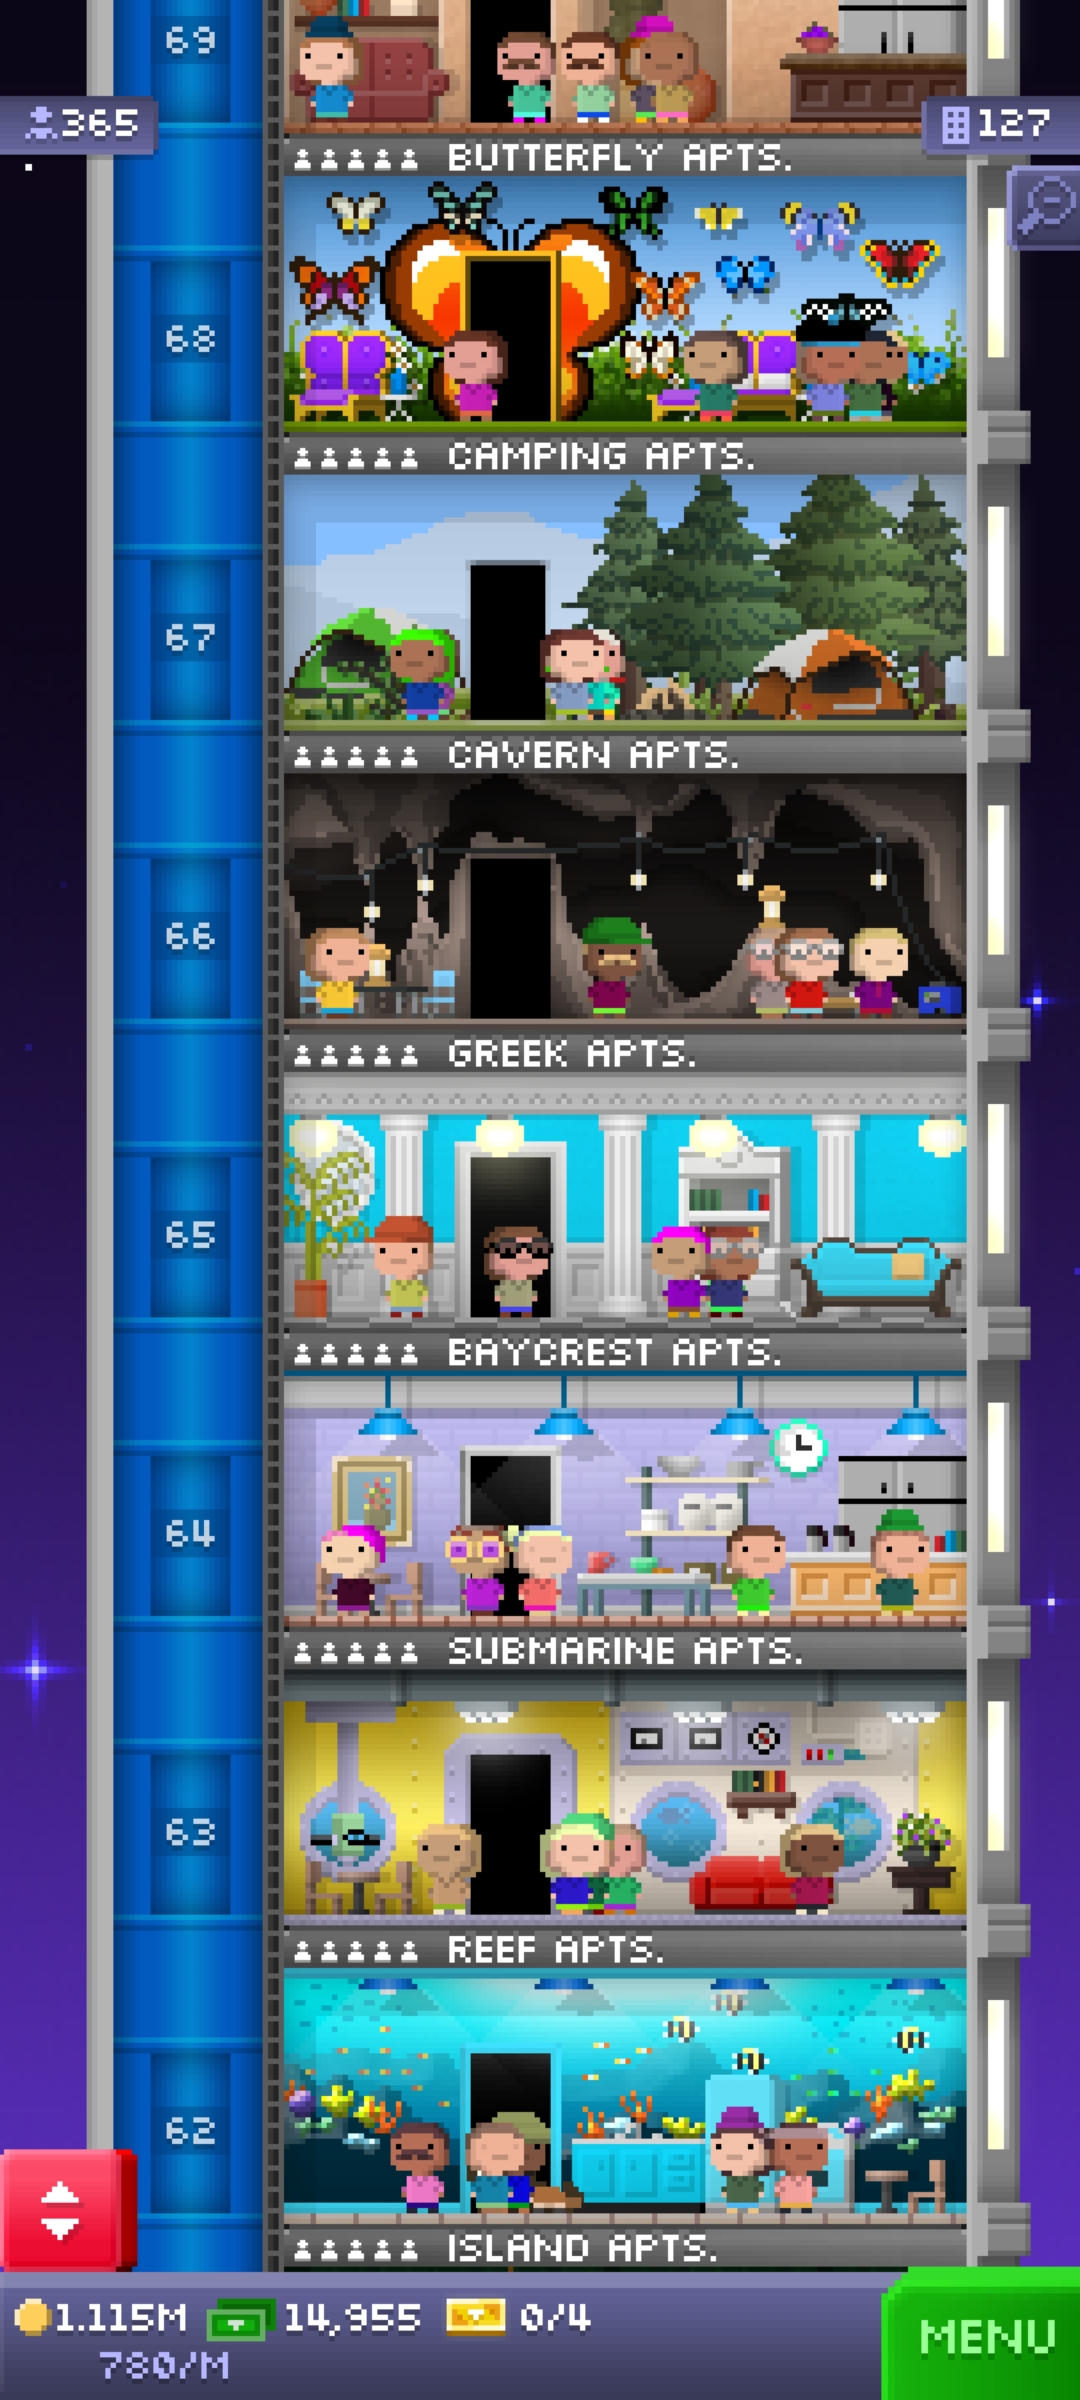 69
365
127
BUTTERFLY APTS.
68
CAMPING APTS.
67
CAVERN APTS.
66
GREEK APTS.
65
BAYCREST APTS.
64
SUBMARINE APTS.
63
REEF APTS.
62
ISLAND APTS.
1.115M 14,955 0/4
780/M
MENU